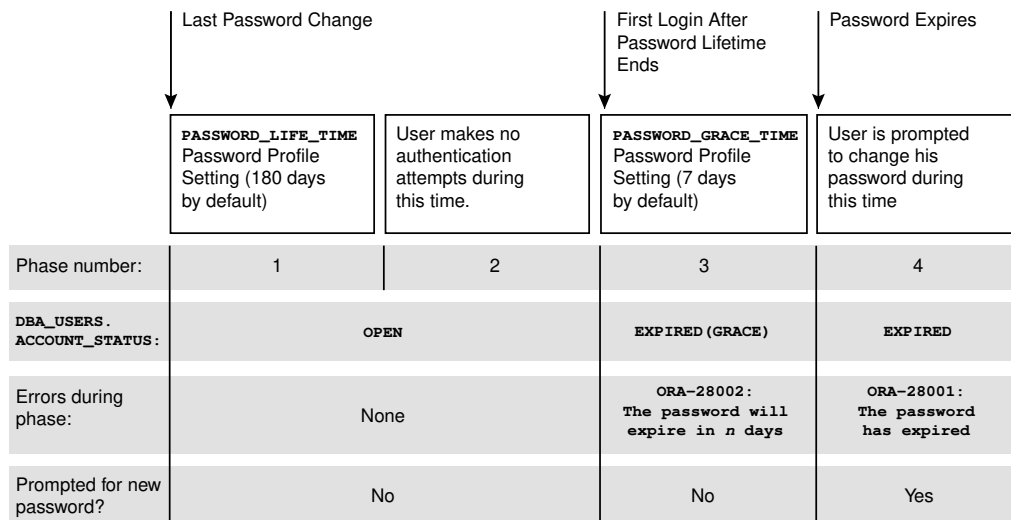 Last Password Change
First Login After
Password Lifetime
Ends
Password Expires
PASSWORD_LIFE_TIME
Password Profile
Setting (180 days
by default)
User makes no
authentication
attempts during
this time.
PASSWORD_GRACE_TIME
Password Profile
Setting (7 days
by default)
User is prompted
to change his
password during
this time
Phase number:
1
2
3
4
DBA_USERS.
ACCOUNT_STATUS:
OPEN
EXPIRED(GRACE)
EXPIRED
Errors during
phase:
None
ORA-28002:
The password will
expire in n days
ORA-28001:
The password
has expired
Prompted for new
password?
No
No
Yes